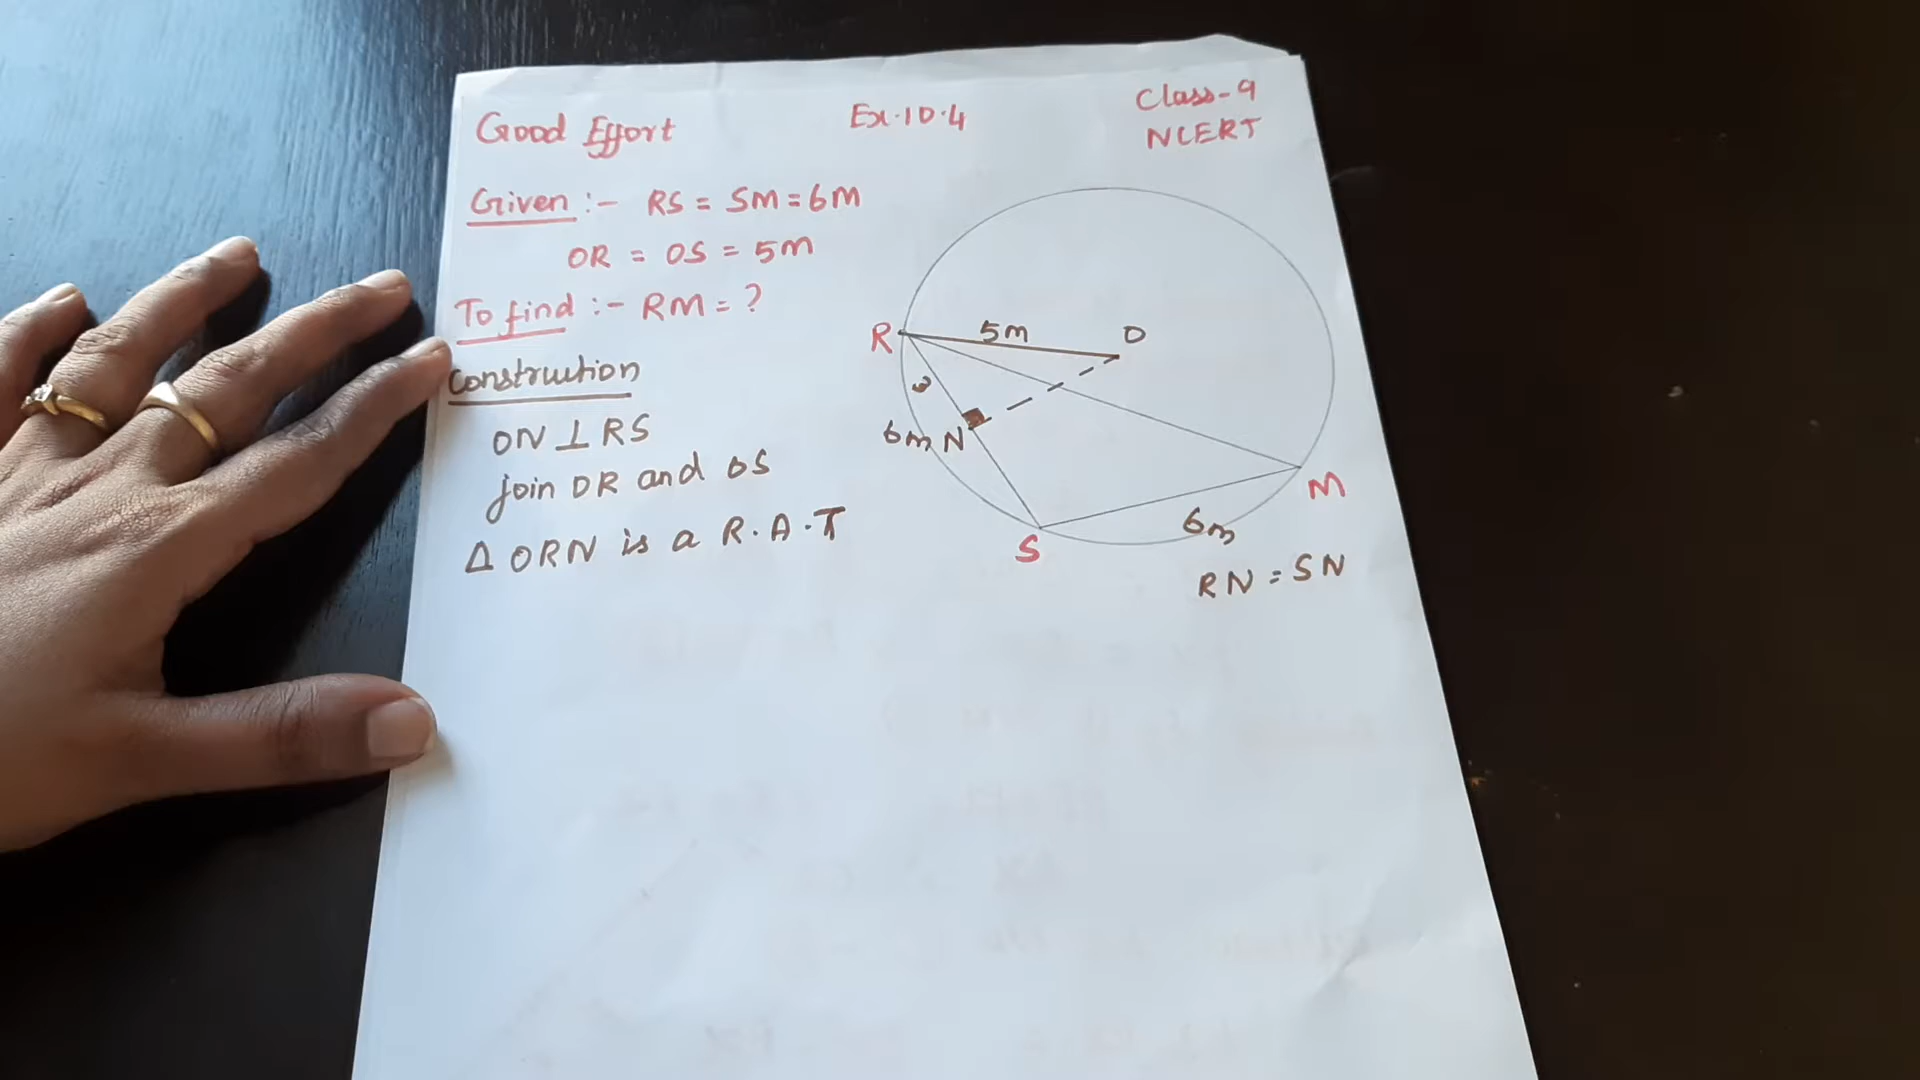 Good Effort
Ex.10.4
Class-9
NCERT
Given :- RS = SM = 6M
OR = OS = 5m
To find :- RM = ?
Construction
ON ⊥ RS
join OR and OS
Δ ORN is a R.A.T
R
5m
O
3
6m N
M
6m
S
RN = SN